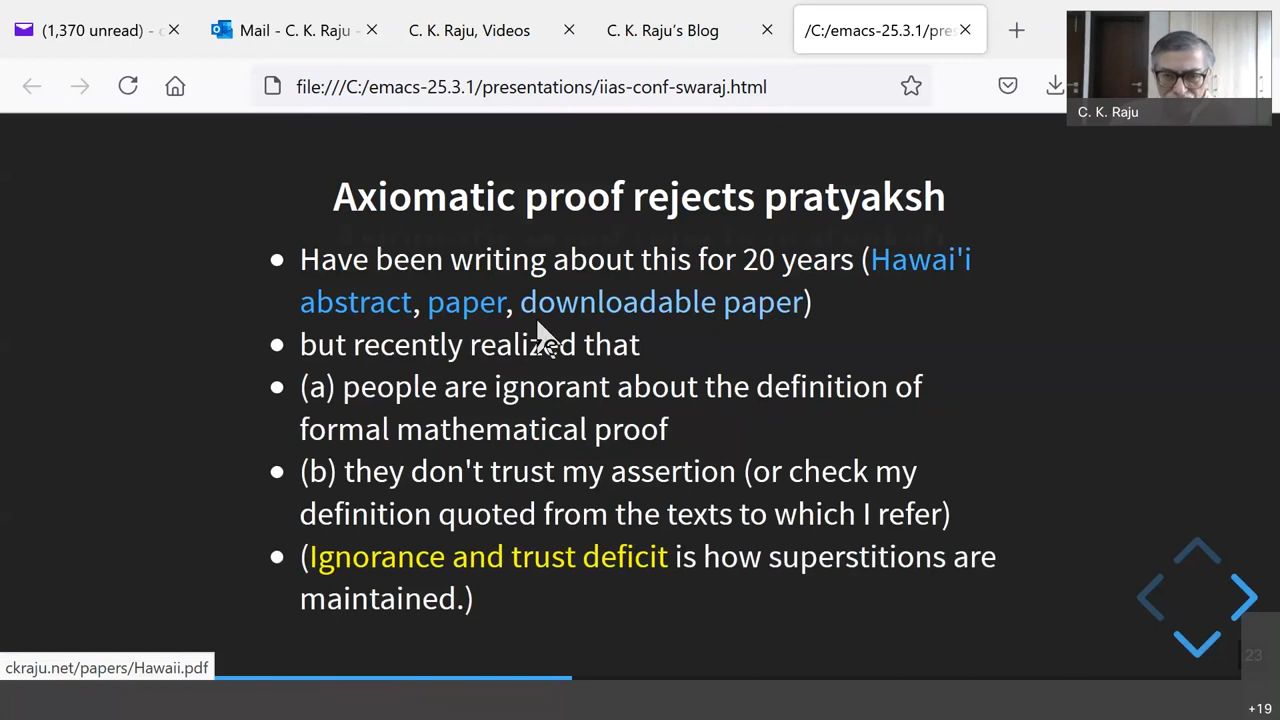 (1,370 unread) -
Mail - C. K. Raju -
C. K. Raju, Videos
C. K. Raju's Blog
/C:/emacs-25.3.1/pres
file:///C:/emacs-25.3.1/presentations/iias-conf-swaraj.html
C. K. Raju
Axiomatic proof rejects pratyaksh
• Have been writing about this for 20 years (Hawai'i
abstract, paper, downloadable paper)
• but recently realized that
• (a) people are ignorant about the definition of
formal mathematical proof
• (b) they don't trust my assertion (or check my
definition quoted from the texts to which I refer)
• (Ignorance and trust deficit is how superstitions are
maintained.)
23
ckraju.net/papers/Hawaii.pdf
+19